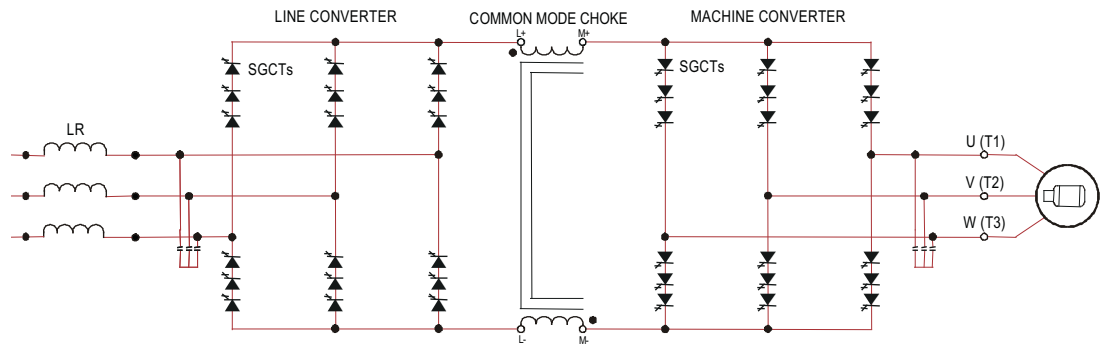 LINE CONVERTER
COMMON MODE CHOKE
MACHINE CONVERTER
L+
M+
SGCTs
SGCTs
LR
U (T1)
V (T2)
W (T3)
L-
M-